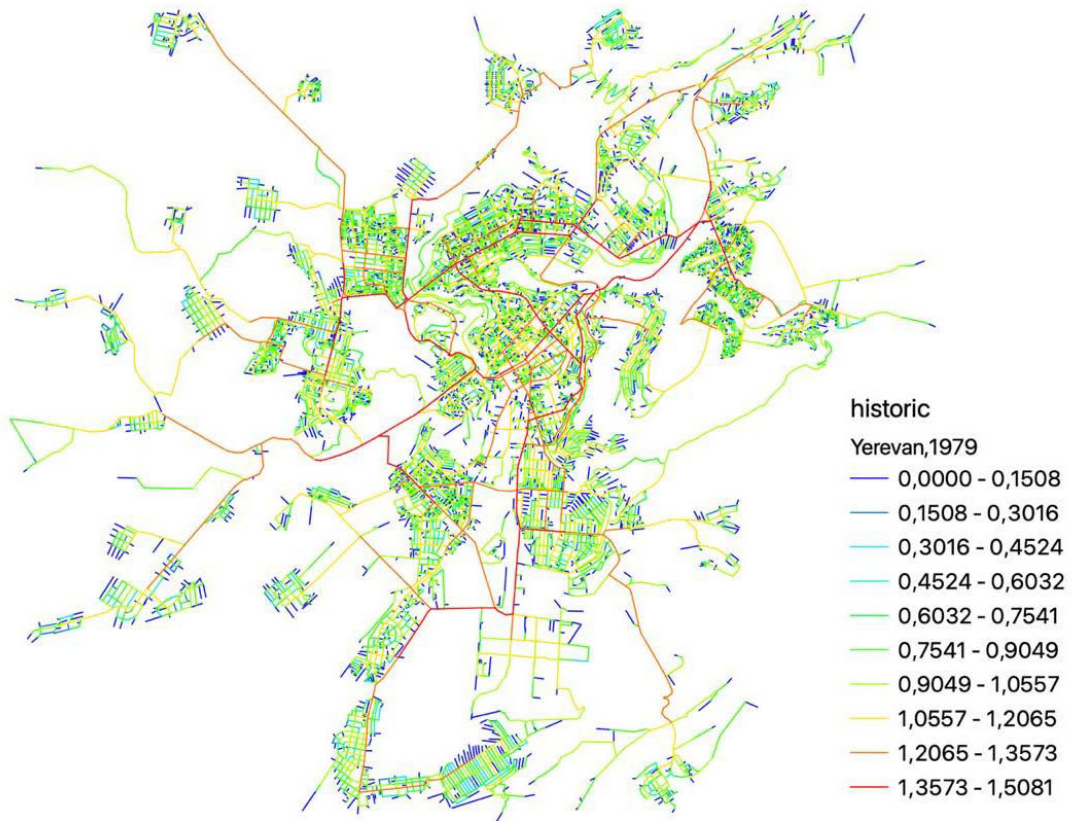 historic
Yerevan,1979
0,0000 - 0,1508
0,1508 - 0,3016
0,3016 - 0,4524
0,4524 - 0,6032
0,6032 - 0,7541
0,7541 - 0,9049
0,9049 - 1,0557
1,0557 - 1,2065
1,2065 - 1,3573
1,3573 - 1,5081